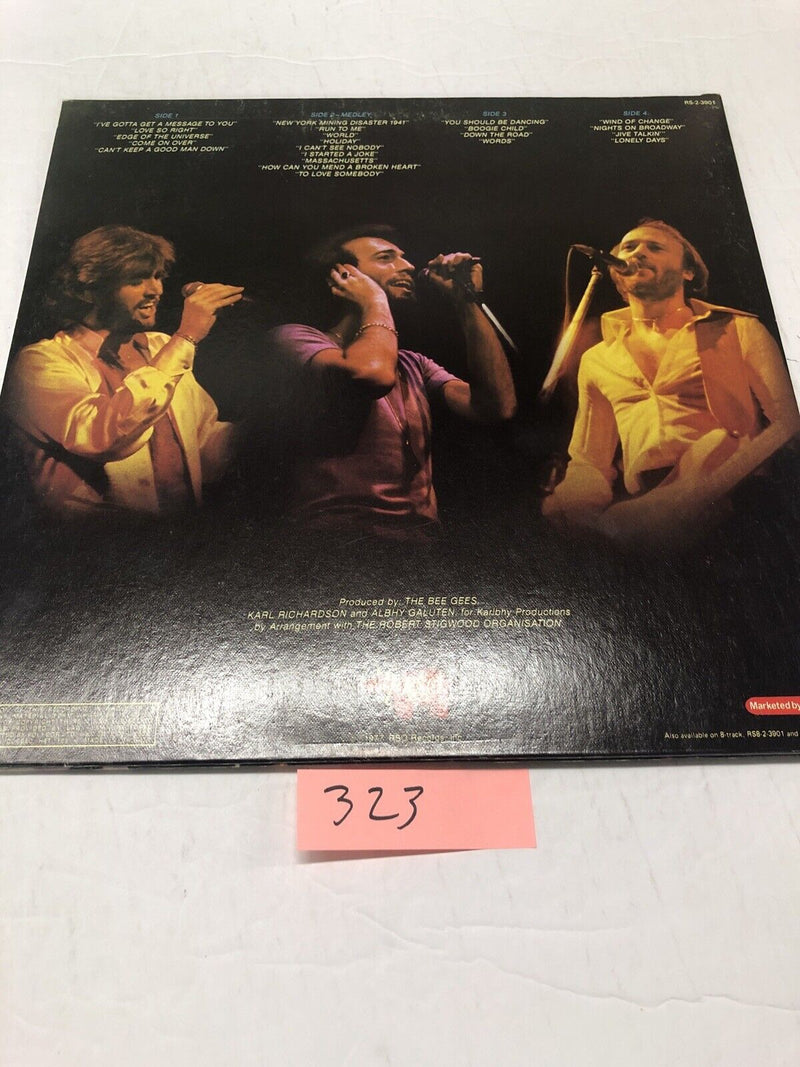 RS-2-3901
SIDE 1
"I'VE GOTTA GET A MESSAGE TO YOU"
"LOVE SO RIGHT"
"EDGE OF THE UNIVERSE"
"COME ON OVER"
"CAN'T KEEP A GOOD MAN DOWN"
SIDE 2-MEDLEY
"NEW YORK MINING DISASTER 1941"
"RUN TO ME"
"WORLD"
"HOLIDAY"
"I CAN'T SEE NOBODY"
"I STARTED A JOKE"
"MASSACHUSETTS"
"HOW CAN YOU MEND A BROKEN HEART"
"TO LOVE SOMEBODY"
SIDE 3
"YOU SHOULD BE DANCING"
"BOOGIE CHILD"
"DOWN THE ROAD"
"WORDS"
SIDE 4
"WIND OF CHANGE"
"NIGHTS ON BROADWAY"
"JIVE TALKIN'"
"LONELY DAYS"
Produced by: THE BEE GEES,
KARL RICHARDSON and ALBHY GALUTEN, for Karlbhy Productions
by Arrangement with THE ROBERT STIGWOOD ORGANISATION
Marketed by
1977 RSO Records, Inc.
Also available on 8-track, RS8-2-3901 and
323